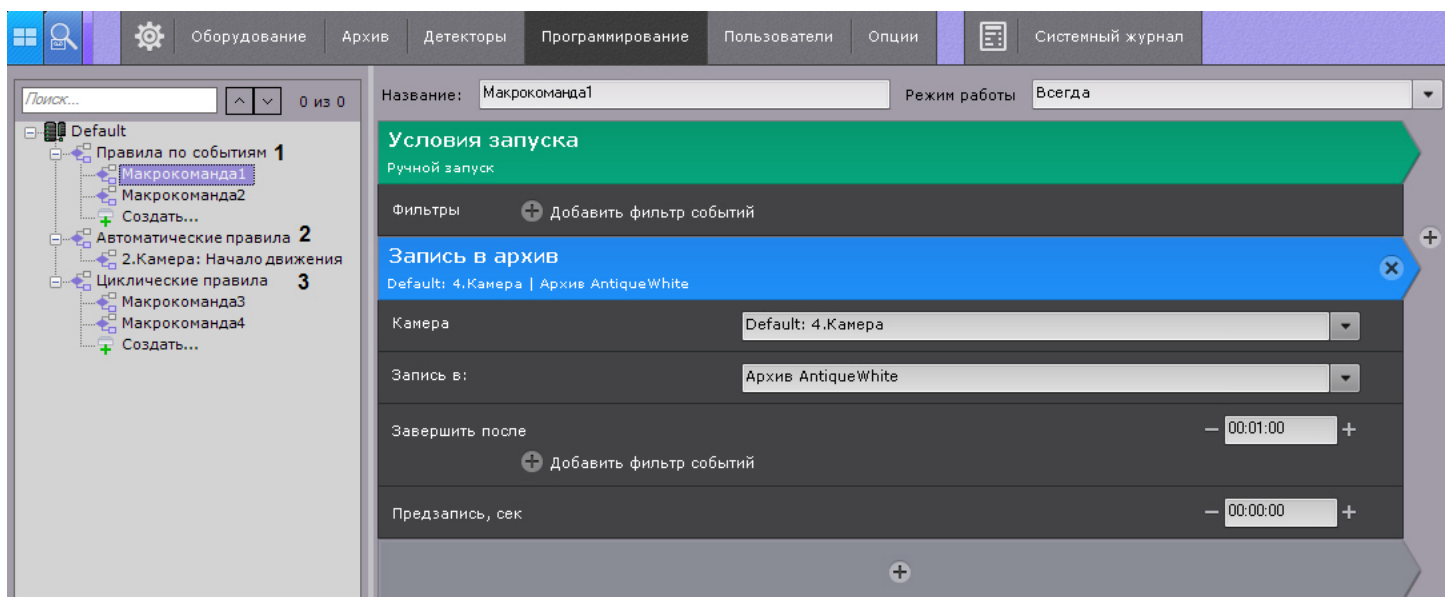 Оборудование Архив Детекторы Программирование Пользователи Опции Системный журнал
Поиск... 0 из 0
Default
Правила по событиям 1
Макрокоманда1
Макрокоманда2
Создать...
Автоматические правила 2
2.Камера: Начало движения
Циклические правила 3
Макрокоманда3
Макрокоманда4
Создать...
Название: Макрокоманда1 Режим работы Всегда
Условия запуска
Ручной запуск
Фильтры Добавить фильтр событий
Запись в архив
Default: 4.Камера | Архив AntiqueWhite
Камера Default: 4.Камера
Запись в: Архив AntiqueWhite
Завершить после 00:01:00
Добавить фильтр событий
Предзапись, сек 00:00:00